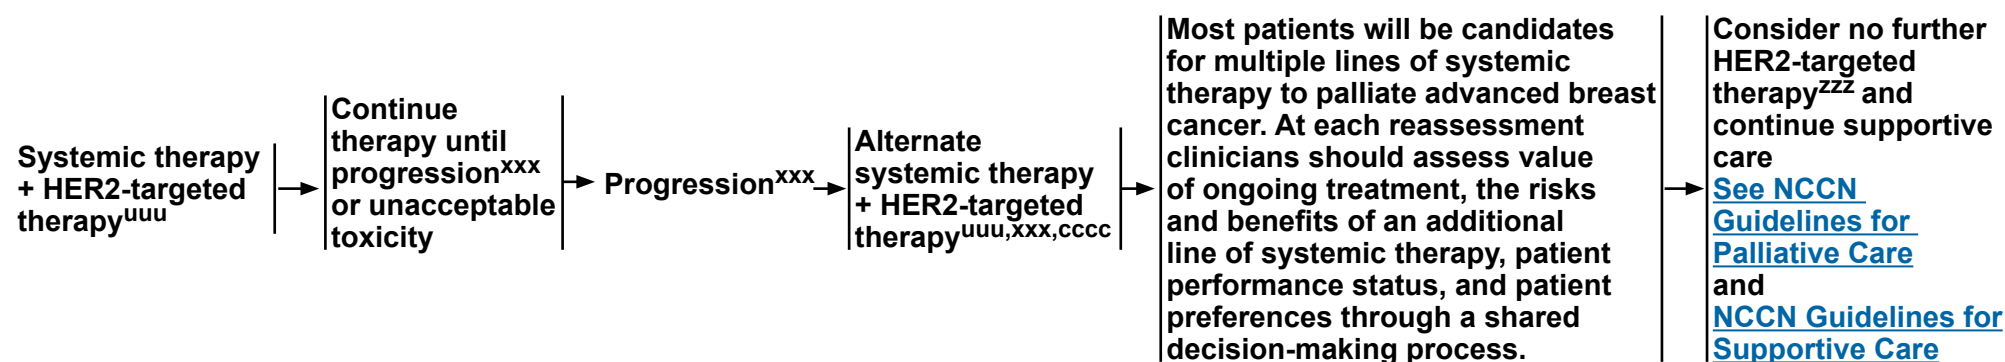 Systemic therapy
+ HER2-targeted
therapyuuu
Continue
therapy until
progressionxxx
or unacceptable
toxicity
Progressionxxx
Alternate
systemic therapy
+ HER2-targeted
therapyuuu,xxx,cccc
Most patients will be candidates
for multiple lines of systemic
therapy to palliate advanced breast
cancer. At each reassessment
clinicians should assess value
of ongoing treatment, the risks
and benefits of an additional
line of systemic therapy, patient
performance status, and patient
preferences through a shared
decision-making process.
Consider no further
HER2-targeted
therapyzzz and
continue supportive
care
See NCCN
Guidelines for
Palliative Care
and
NCCN Guidelines for
Supportive Care